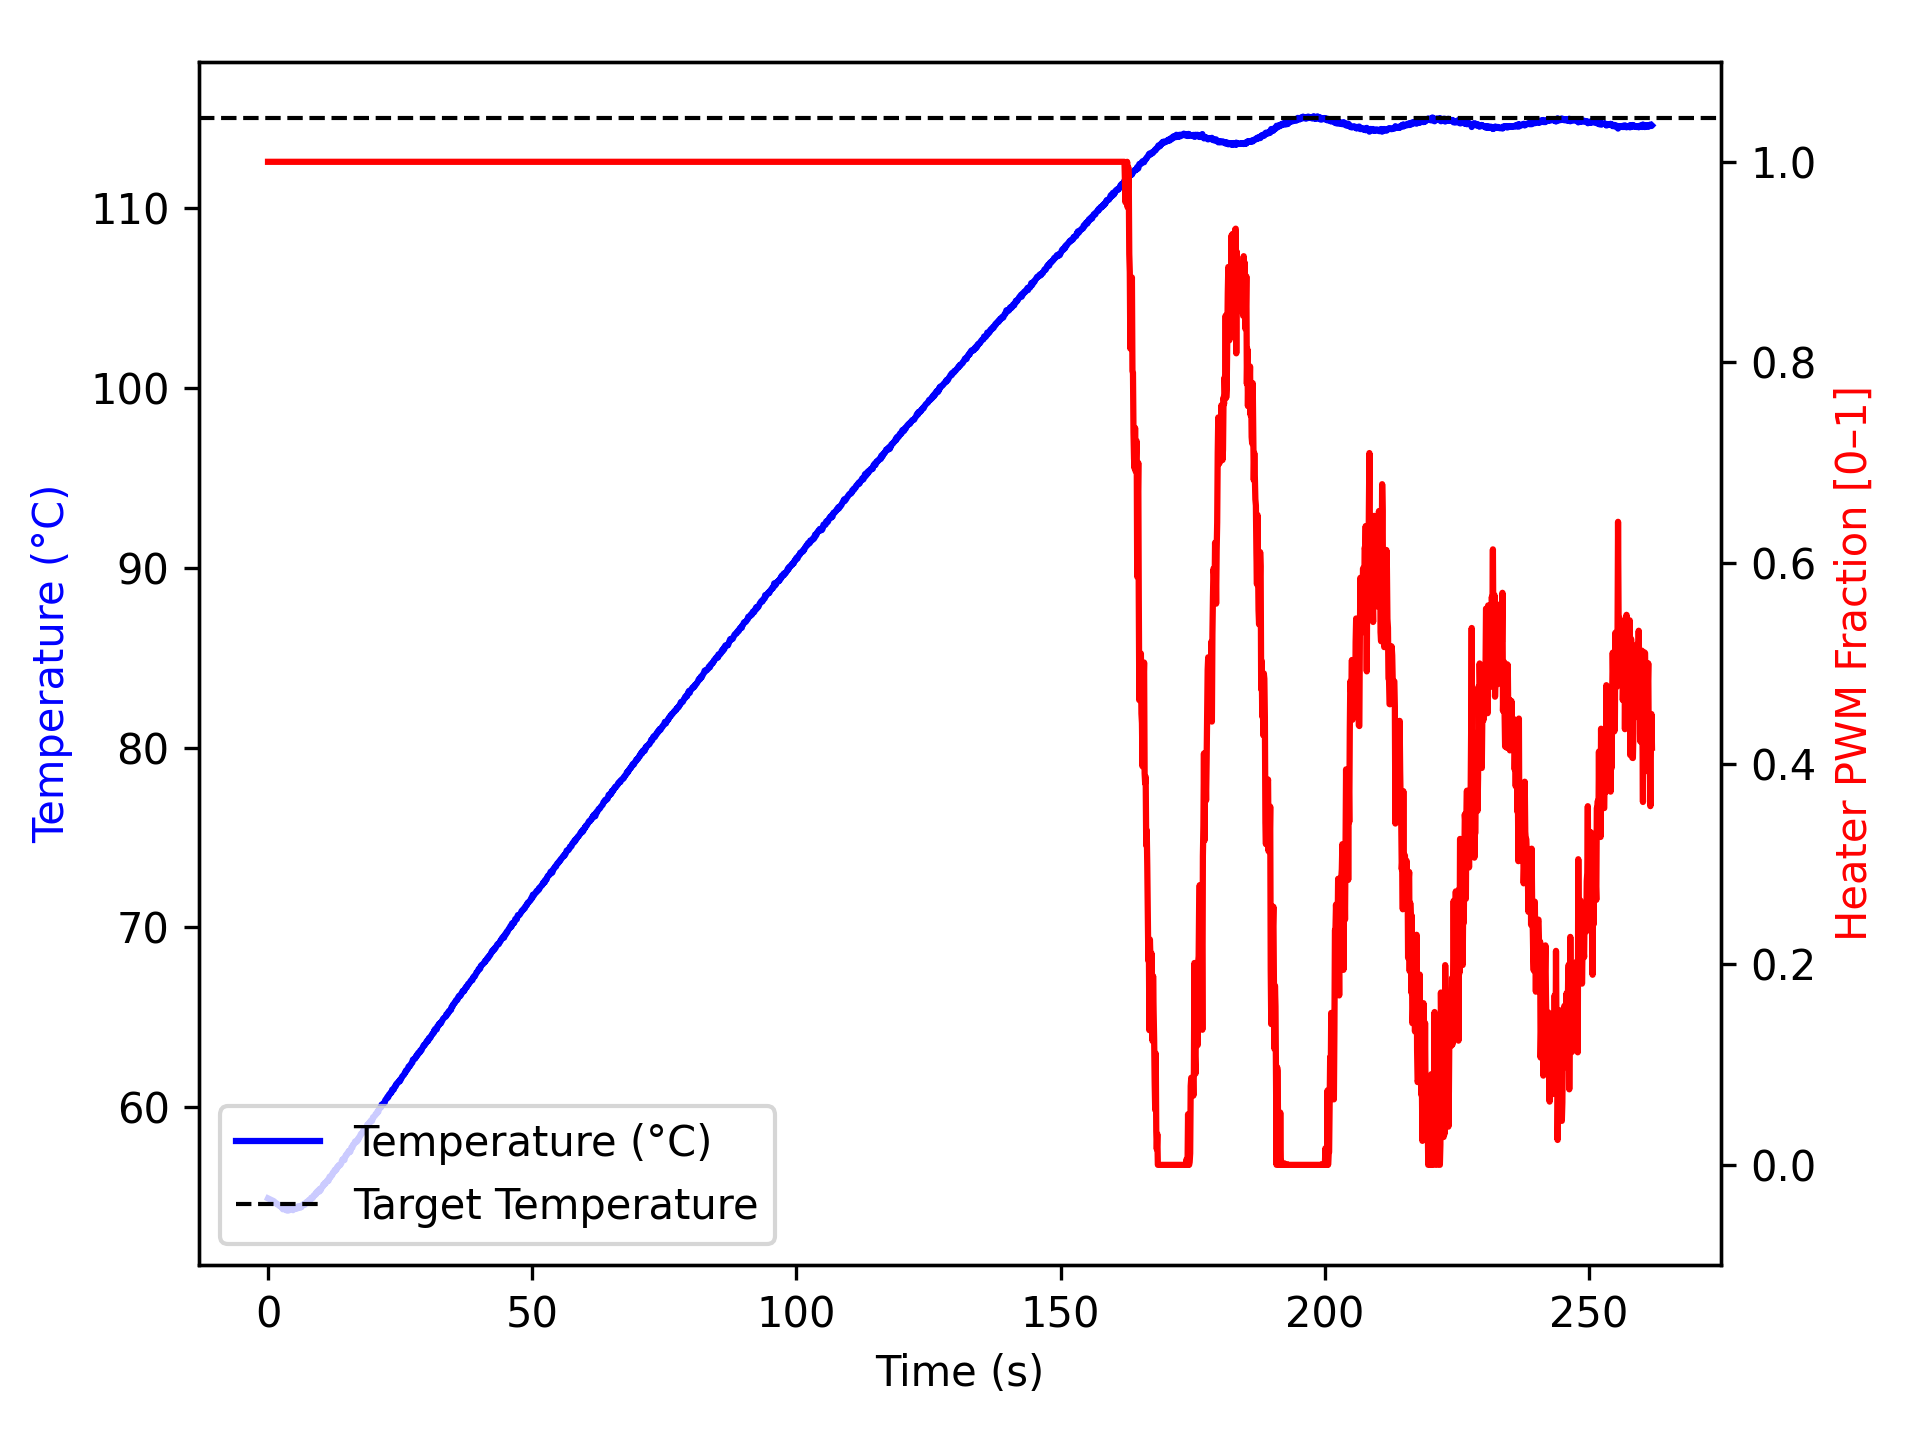 110
100
90
80
70
60
Temperature (°C)
1.0
0.8
0.6
0.4
0.2
0.0
Heater PWM Fraction [0–1]
Temperature (°C)
Target Temperature
0 50 100 150 200 250
Time (s)